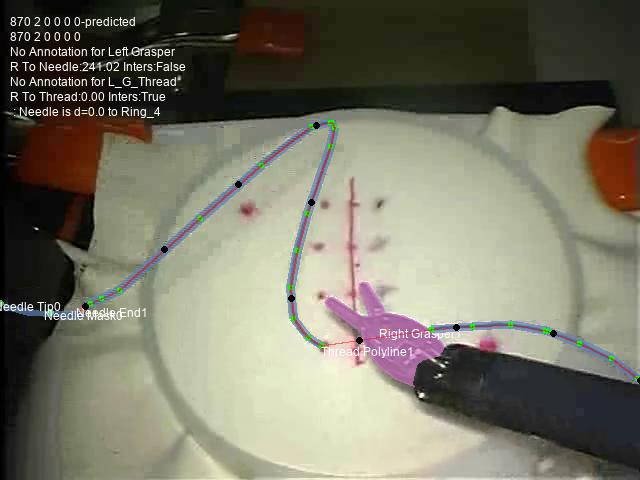 870 2 0 0 0 0-predicted
870 2 0 0 0 0
No Annotation for Left Grasper
R To Needle:241.02 Inters:False
No Annotation for L_G_Thread
R To Thread:0.00 Inters:True
: Needle is d=0.0 to Ring_4
Needle Tip0
Needle Mask0
Needle End1
Right Grasper1
Thread Polyline1